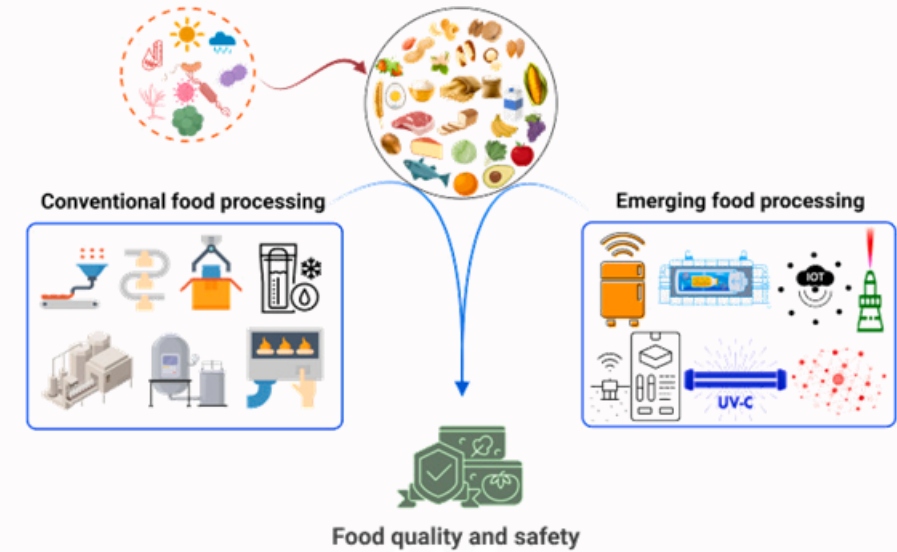 Conventional food processing
Emerging food processing
IOT
UV-C
Food quality and safety